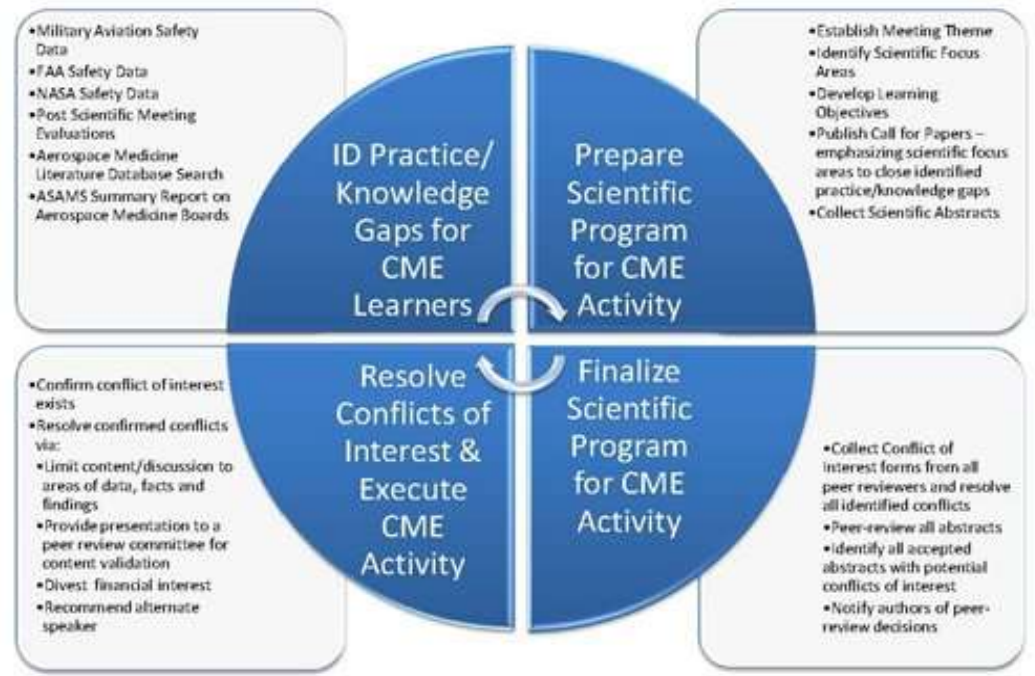 •Military Aviation Safety
Data
•FAA Safety Data
•NASA Safety Data
•Post Scientific Meeting
Evaluations
•Aerospace Medicine
Literature Database Search
•ASAMS Summary Report on
Aerospace Medicine Boards
ID Practice/
Knowledge
Gaps for
CME
Learners
Prepare
Scientific
Program
for CME
Activity
•Establish Meeting Theme
•Identify Scientific Focus
Areas
•Develop Learning
Objectives
•Publish Call for Papers –
emphasizing scientific focus
areas to close identified
practice/knowledge gaps
•Collect Scientific Abstracts
•Confirm conflict of interest
exists
•Resolve confirmed conflicts
via:
•Limit content/discussion to
areas of data, facts and
findings
•Provide presentation to a
peer review committee for
content validation
•Divest financial interest
•Recommend alternate
speaker
Resolve
Conflicts of
Interest &
Execute
CME
Activity
Finalize
Scientific
Program
for CME
Activity
•Collect Conflict of
Interest forms from all
peer reviewers and resolve
all identified conflicts
•Peer-review all abstracts
•Identify all accepted
abstracts with potential
conflicts of interest
•Notify authors of peer-
review decisions